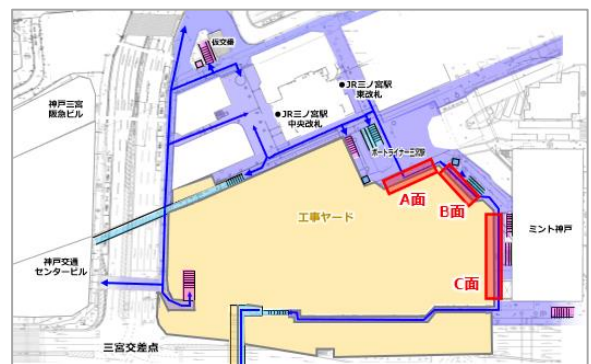 仮交番
神戸三宮
阪急ビル
●JR三ノ宮駅
東改札
●JR三ノ宮駅
中央改札
ポートライナー三宮駅
A面
B面
工事ヤード
ミント神戸
神戸交通
センタービル
C面
三宮交差点